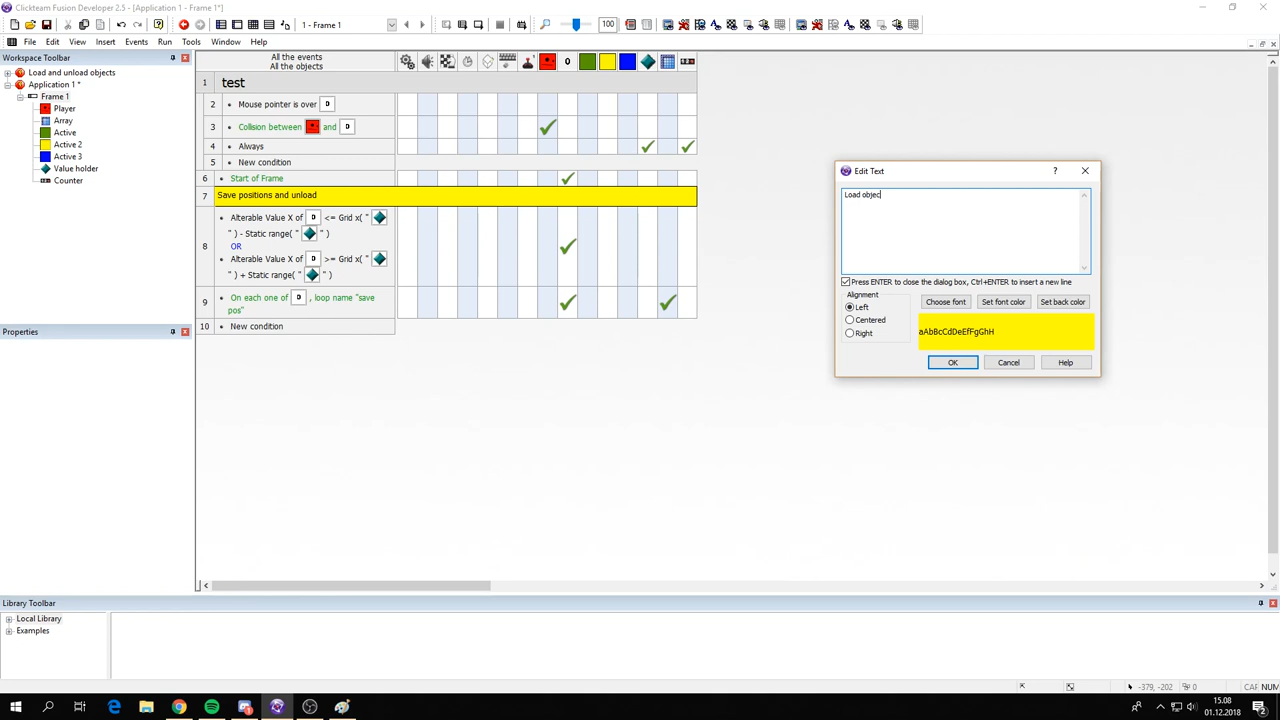 Clickteam Fusion Developer 2.5 - [Application 1 - Frame 1*]
1 - Frame 1
100
File Edit View Insert Events Run Tools Window Help
Workspace Toolbar
Load and unload objects
Application 1 *
Frame 1
Player
Array
Active
Active 2
Active 3
Value holder
Counter
Properties
All the events
All the objects
1 test
2 • Mouse pointer is over
3 • Collision between and
4 • Always
5 • New condition
6 • Start of Frame
7 Save positions and unload
8 • Alterable Value X of <= Grid x( "
" ) - Static range( " " )
OR
• Alterable Value X of >= Grid x( "
" ) + Static range( " " )
9 • On each one of , loop name "save
pos"
10 • New condition
Edit Text
?
Load objec
Press ENTER to close the dialog box, Ctrl+ENTER to insert a new line
Alignment
Left
Centered
Right
Choose font Set font color Set back color
aAbBcCdDeEfFgGhH
OK Cancel Help
Library Toolbar
Local Library
Examples
-379, -202 0 CAP NUM
15.08
01.12.2018
2